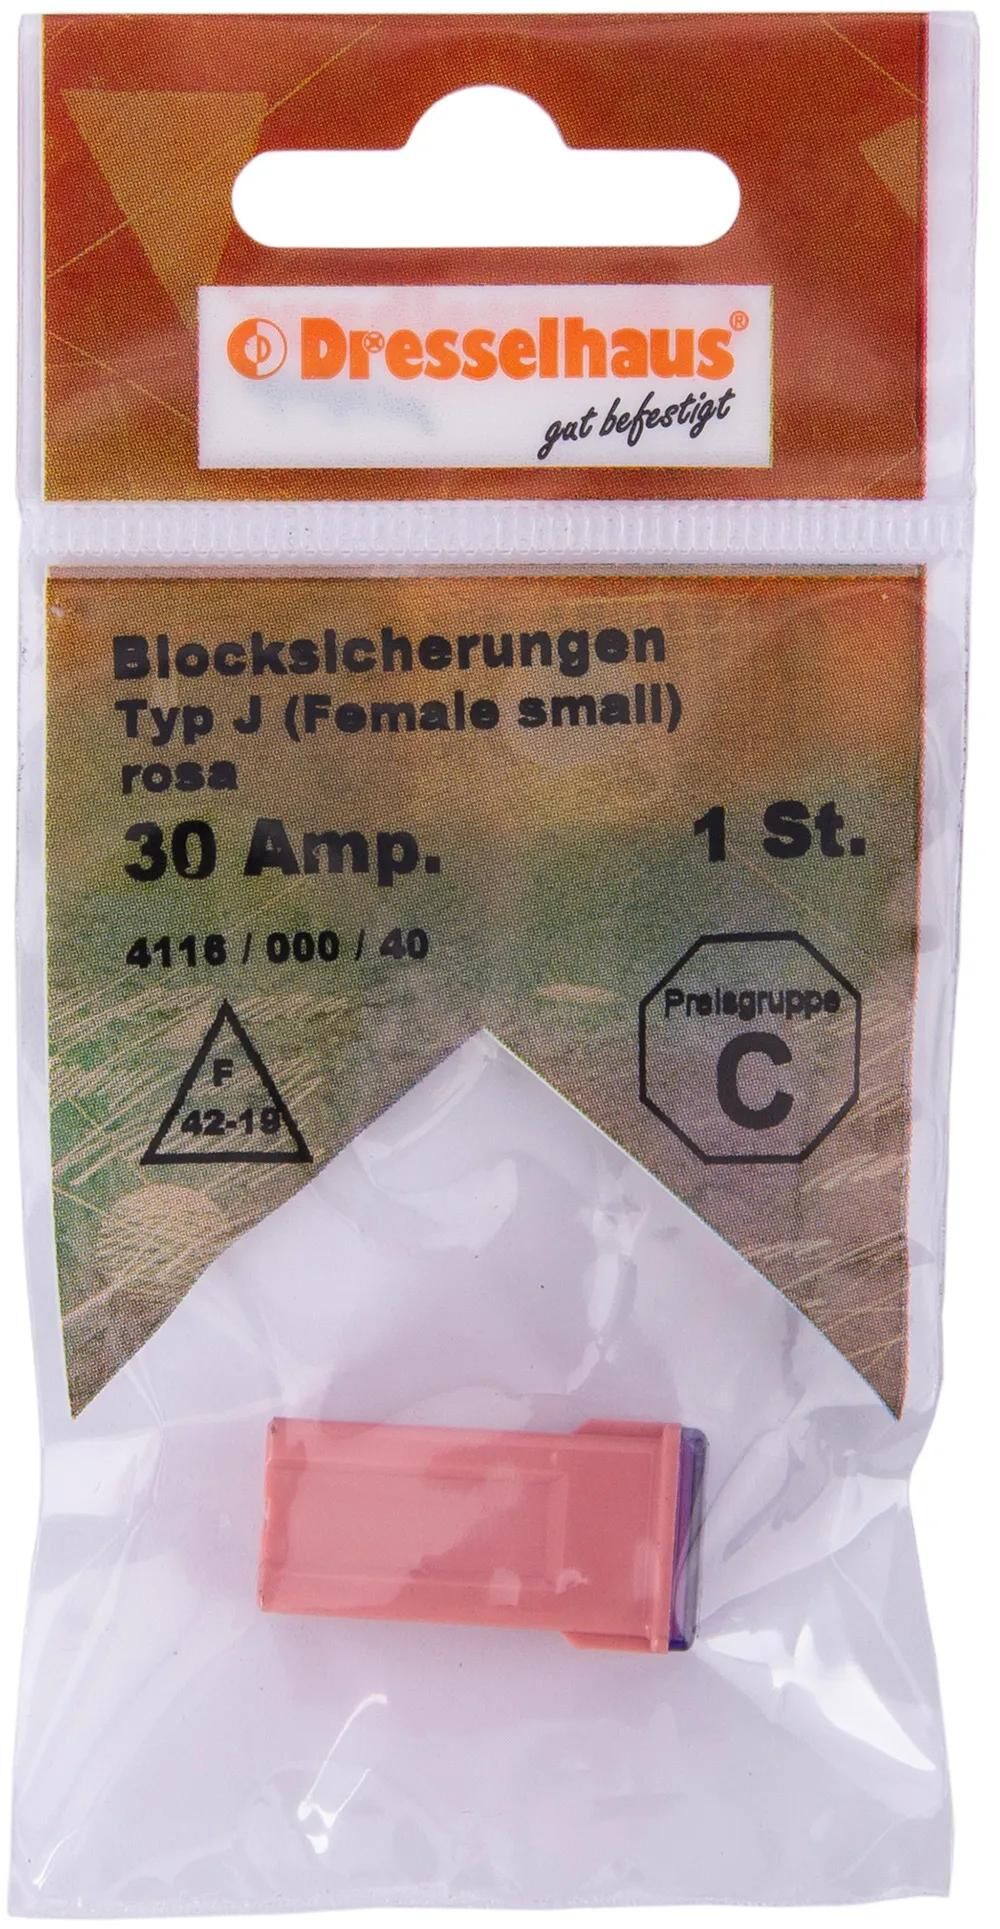 Dresselhaus®
gut befestigt
Blocksicherungen
Typ J (Female small)
rosa
30 Amp.
1 St.
4116 / 000 / 40
Preisgruppe
C
F
42-19